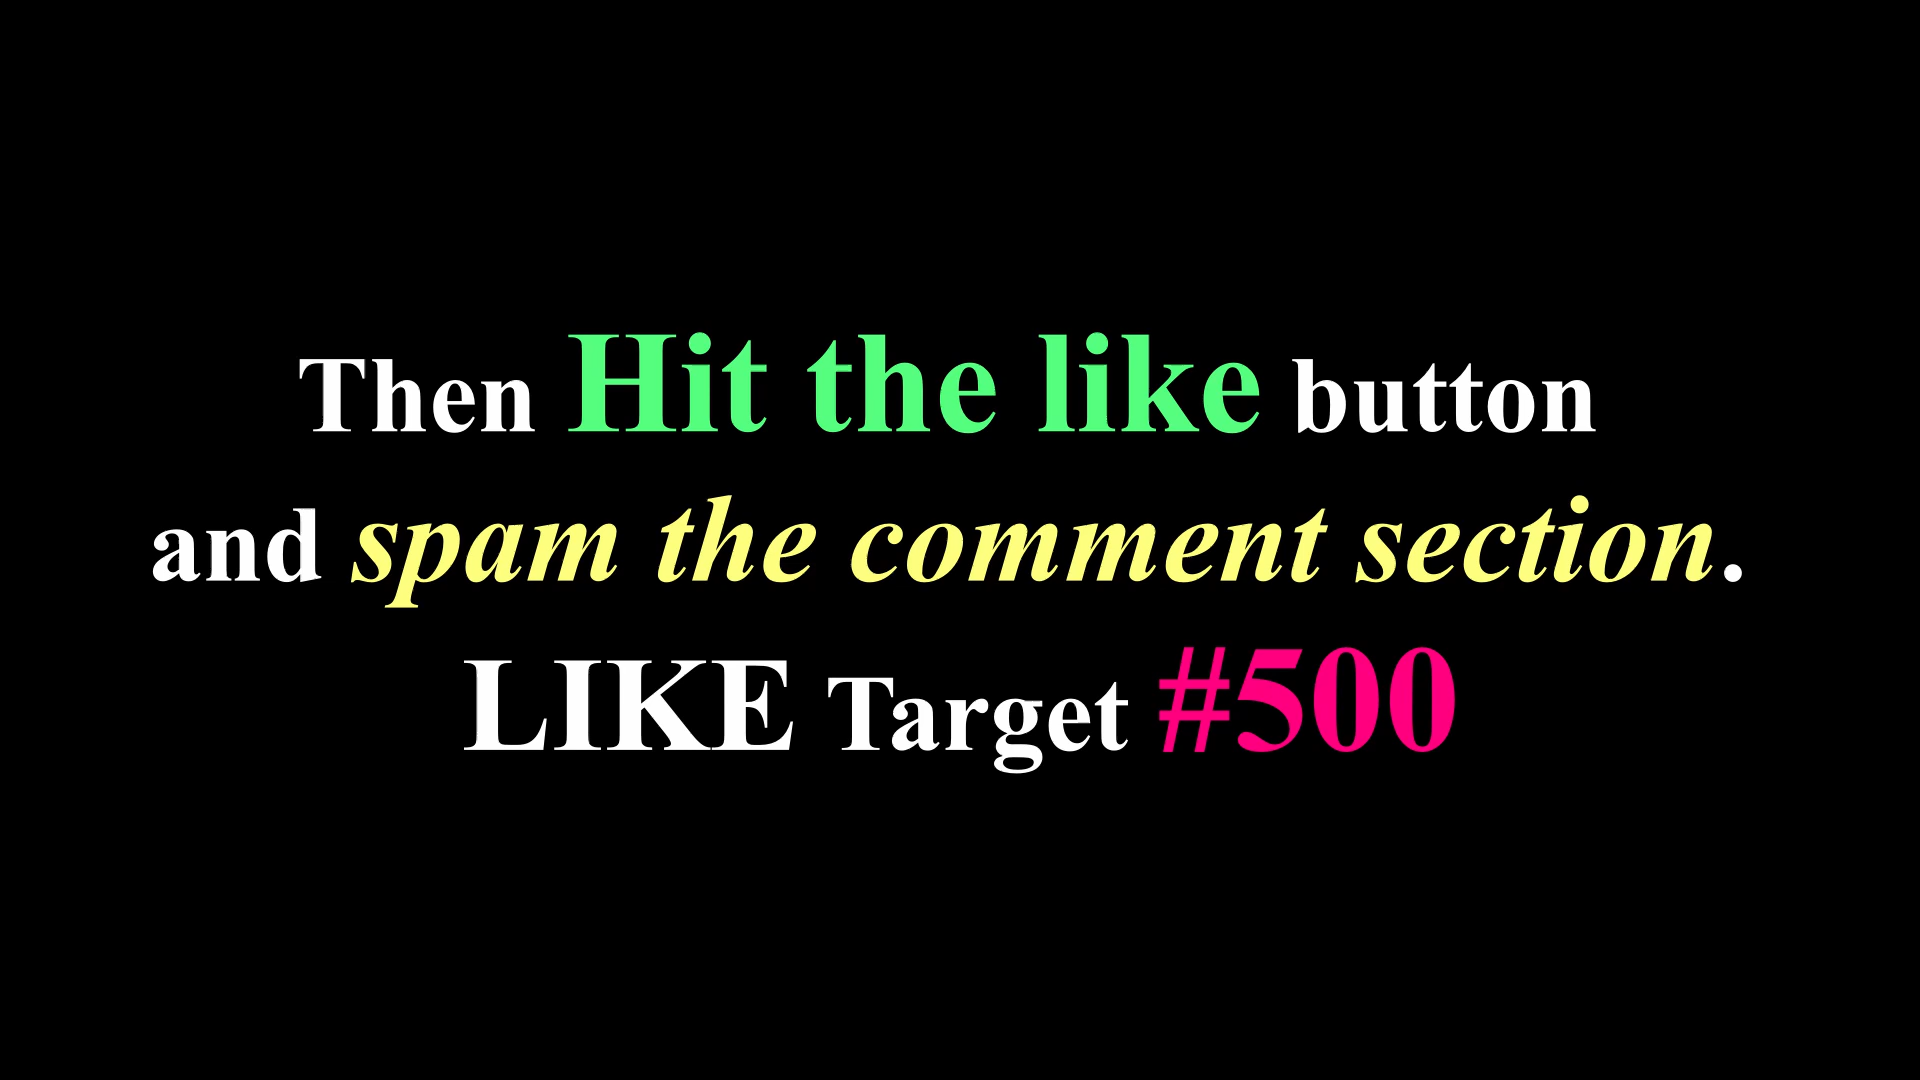 Then Hit the like button
and spam the comment section.
LIKE Target #500